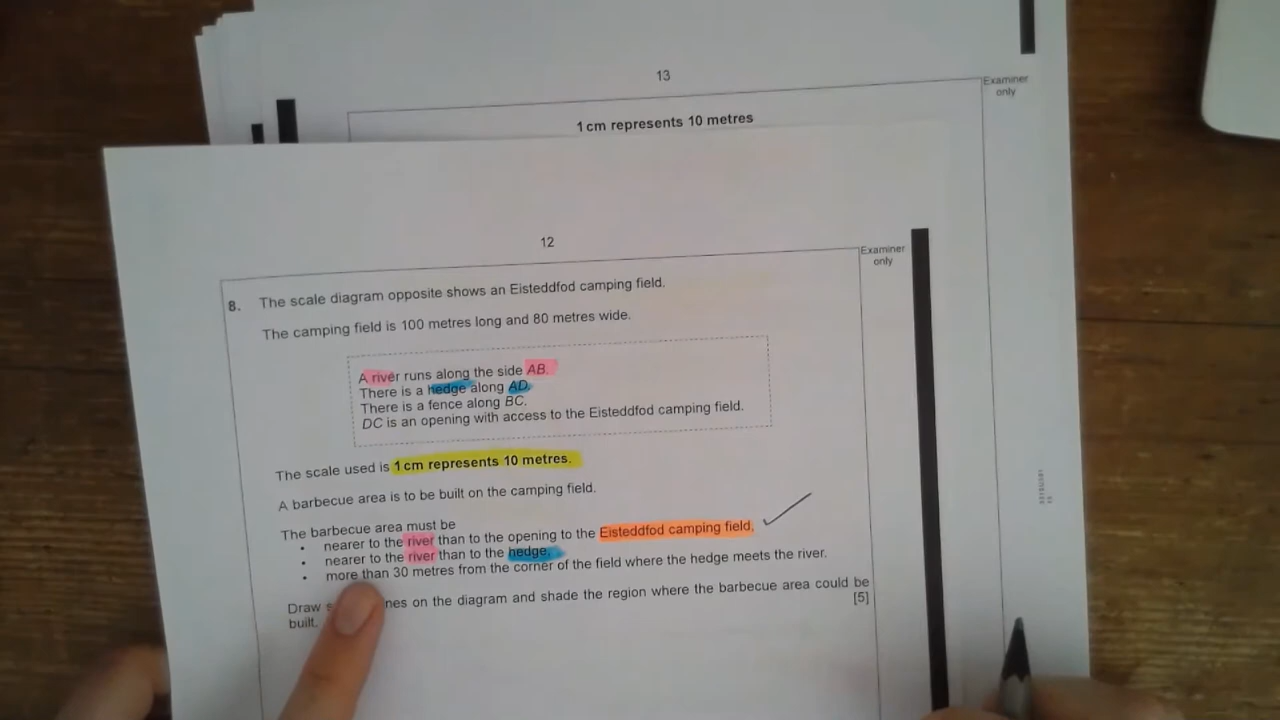 13
Examiner
only
1 cm represents 10 metres
12
Examiner
only
8. The scale diagram opposite shows an Eisteddfod camping field.
The camping field is 100 metres long and 80 metres wide.
A river runs along the side AB.
There is a hedge along AD.
There is a fence along BC.
DC is an opening with access to the Eisteddfod camping field.
The scale used is 1 cm represents 10 metres.
A barbecue area is to be built on the camping field.
The barbecue area must be
• nearer to the river than to the opening to the Eisteddfod camping field,
• nearer to the river than to the hedge,
• more than 30 metres from the corner of the field where the hedge meets the river.
Draw on the diagram and shade the region where the barbecue area could be
built. [5]